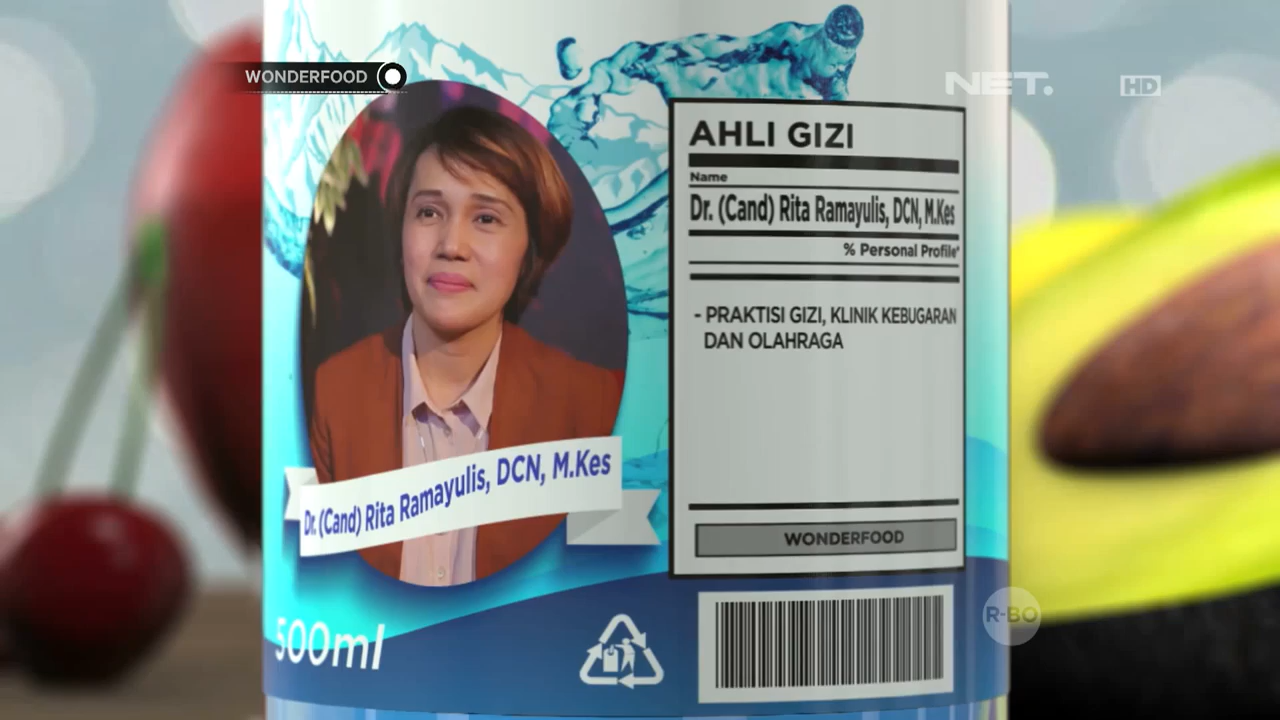 WONDERFOOD
NET.
HD
AHLI GIZI
Name
Dr. (Cand) Rita Ramayulis, DCN, M.Kes
% Personal Profile*
- PRAKTISI GIZI, KLINIK KEBUGARAN
DAN OLAHRAGA
Dr. (Cand) Rita Ramayulis, DCN, M.Kes
WONDERFOOD
R-BO
500ml